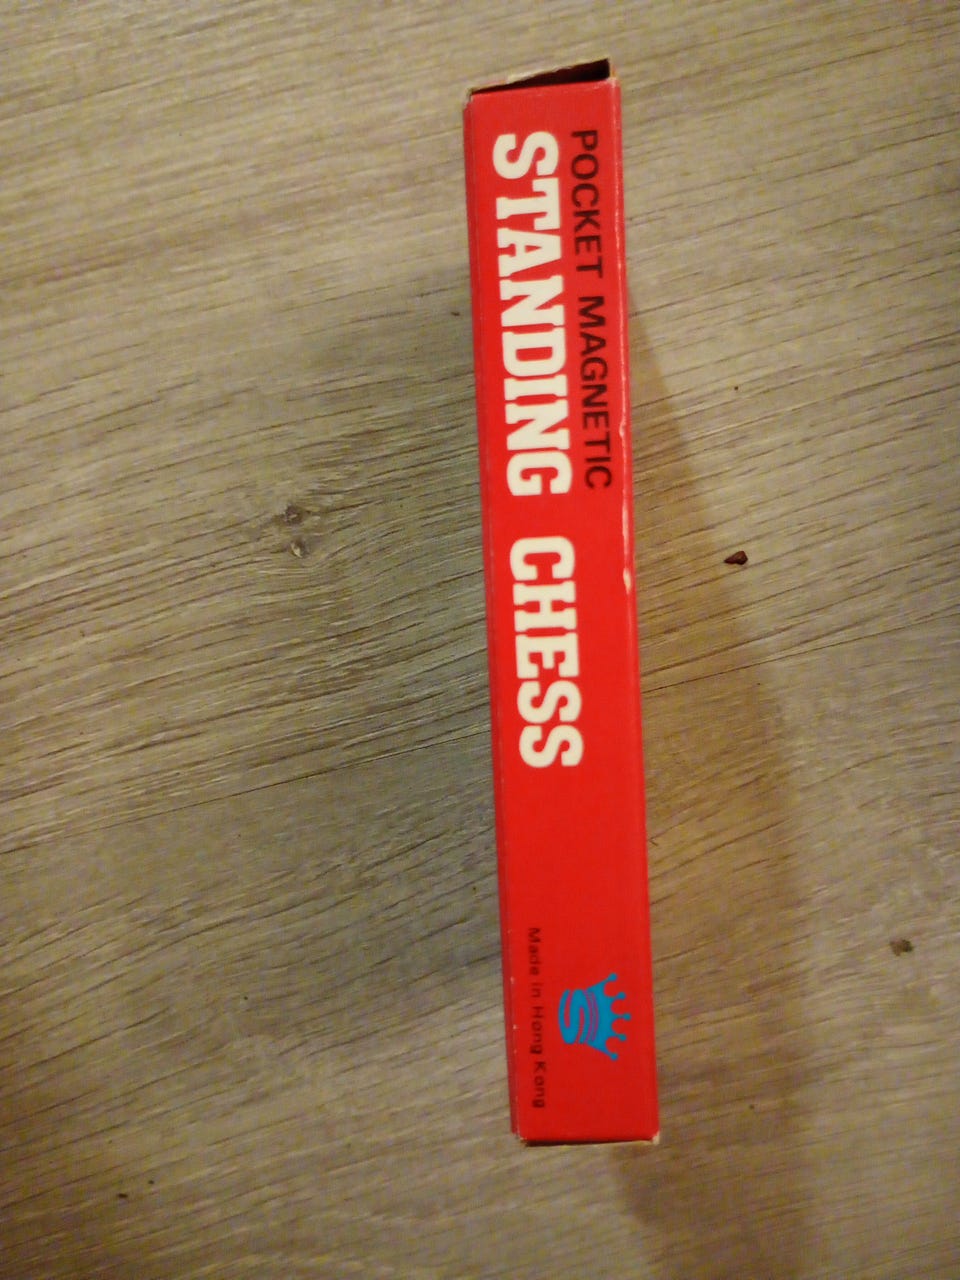 POCKET MAGNETIC
STANDING CHESS
S
Made in Hong Kong